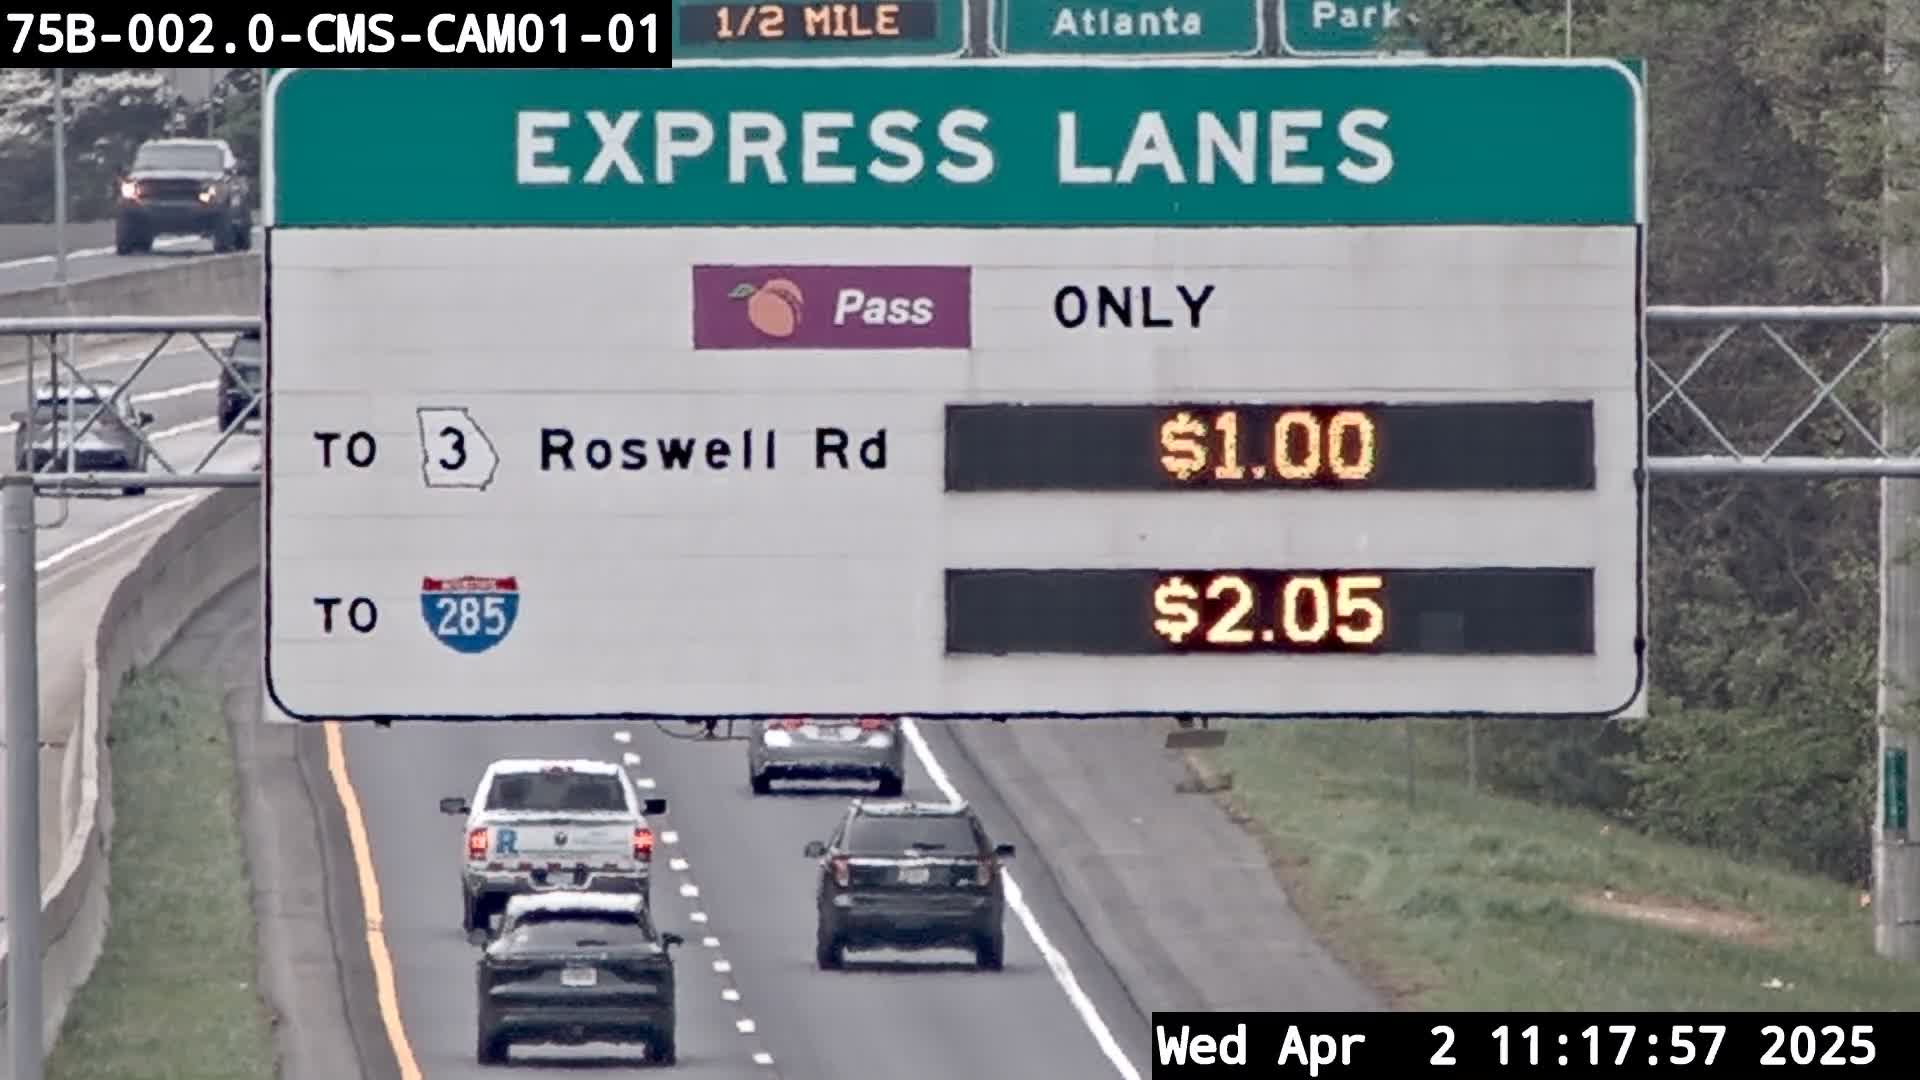 75B-002.0-CMS-CAM01-01
1/2 MILE
Atlanta
Park
EXPRESS LANES
Pass ONLY
TO 3 Roswell Rd $1.00
TO 285 $2.05
R
Wed Apr 2 11:17:57 2025